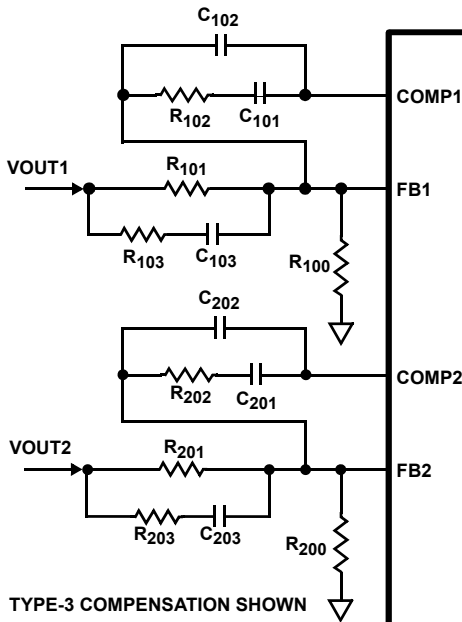 C102
COMP1
R102
C101
VOUT1
R101
FB1
R103
C103
R100
C202
COMP2
R202
C201
VOUT2
R201
FB2
R203
C203
R200
TYPE-3 COMPENSATION SHOWN